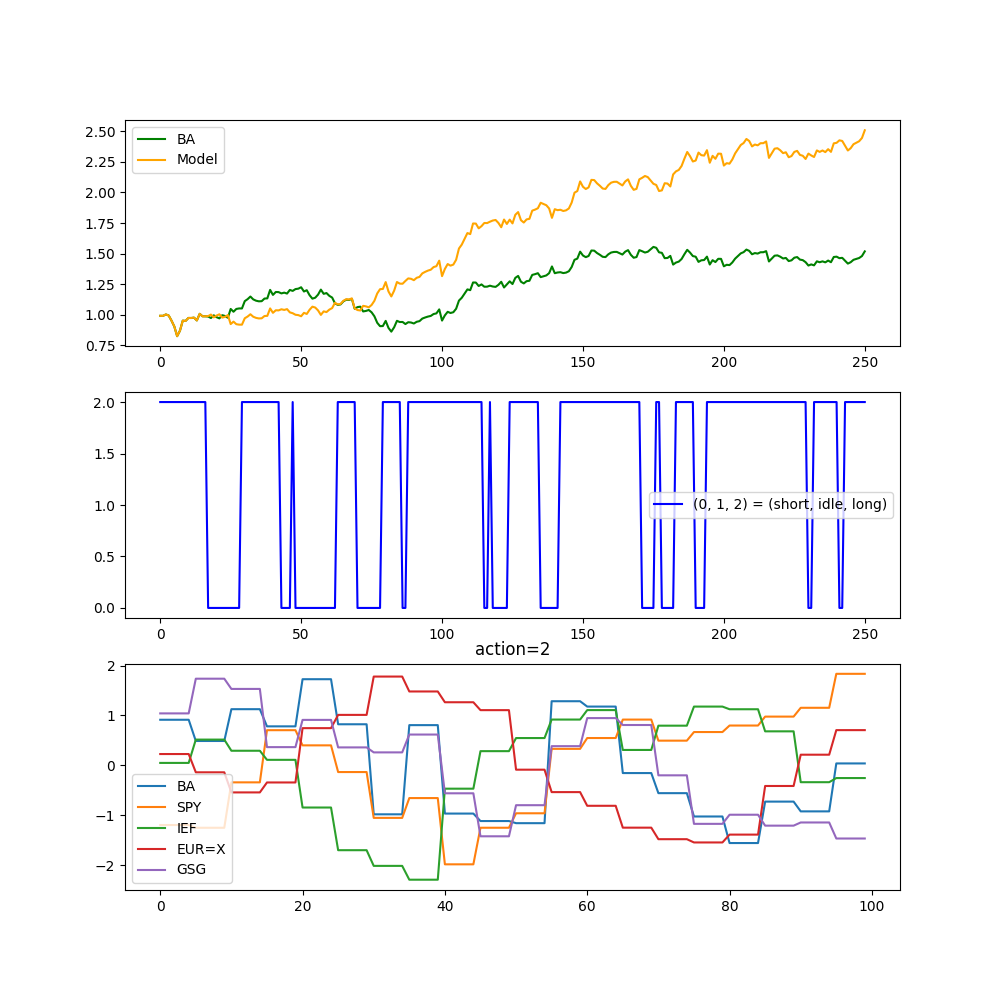 2.50
2.25
2.00
1.75
1.50
1.25
1.00
0.75
BA
Model
0 50 100 150 200 250
2.0
1.5
1.0
0.5
0.0
(0, 1, 2) = (short, idle, long)
0 50 100 150 200 250
action=2
2
1
0
−1
−2
BA
SPY
IEF
EUR=X
GSG
0 20 40 60 80 100